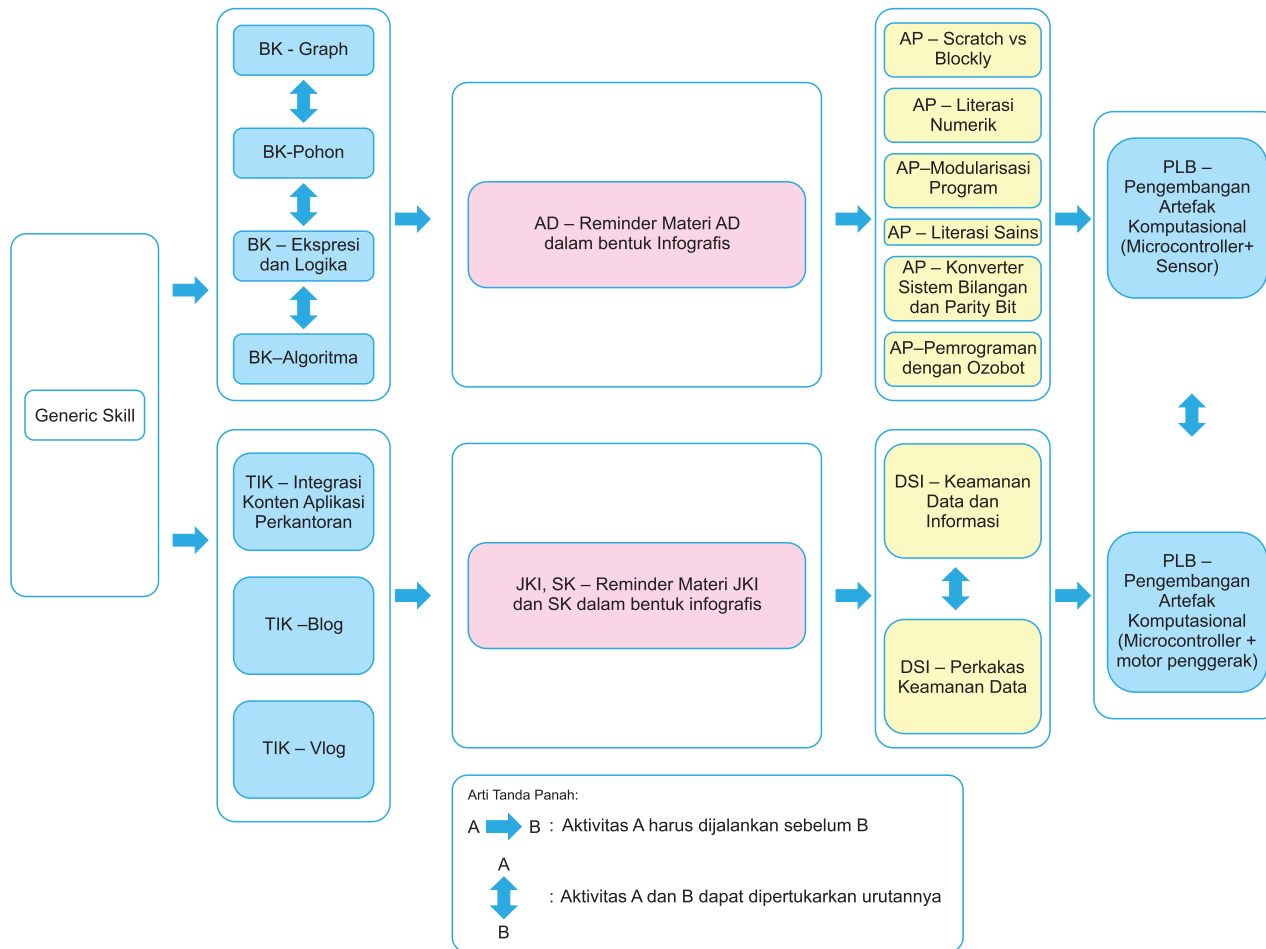 Generic Skill
BK - Graph
BK-Pohon
BK – Ekspresi
dan Logika
BK–Algoritma
AD – Reminder Materi AD
dalam bentuk Infografis
AP – Scratch vs
Blockly
AP – Literasi
Numerik
AP–Modularisasi
Program
AP – Literasi Sains
AP – Konverter
Sistem Bilangan
dan Parity Bit
AP–Pemrograman
dengan Ozobot
PLB –
Pengembangan
Artefak
Komputasional
(Microcontroller+
Sensor)
TIK – Integrasi
Konten Aplikasi
Perkantoran
TIK –Blog
TIK – Vlog
JKI, SK – Reminder Materi JKI
dan SK dalam bentuk infografis
DSI – Keamanan
Data dan
Informasi
DSI – Perkakas
Keamanan Data
PLB –
Pengembangan
Artefak
Komputasional
(Microcontroller +
motor penggerak)
Arti Tanda Panah:
A B : Aktivitas A harus dijalankan sebelum B
A
: Aktivitas A dan B dapat dipertukarkan urutannya
B